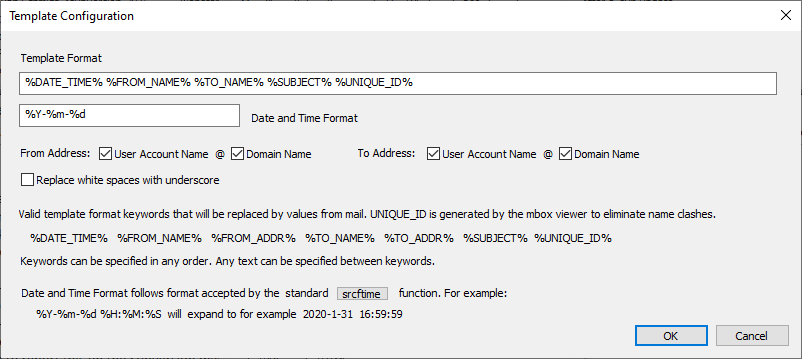 Template Configuration
Template Format
%DATE_TIME% %FROM_NAME% %TO_NAME% %SUBJECT% %UNIQUE_ID%
%Y-%m-%d Date and Time Format
From Address: User Account Name @ Domain Name To Address: User Account Name @ Domain Name
Replace white spaces with underscore
Valid template format keywords that will be replaced by values from mail. UNIQUE_ID is generated by the mbox viewer to eliminate name clashes.
%DATE_TIME% %FROM_NAME% %FROM_ADDR% %TO_NAME% %TO_ADDR% %SUBJECT% %UNIQUE_ID%
Keywords can be specified in any order. Any text can be specified between keywords.
Date and Time Format follows format accepted by the standard srcftime function. For example:
%Y-%m-%d %H:%M:%S will expand to for example 2020-1-31 16:59:59
OK Cancel